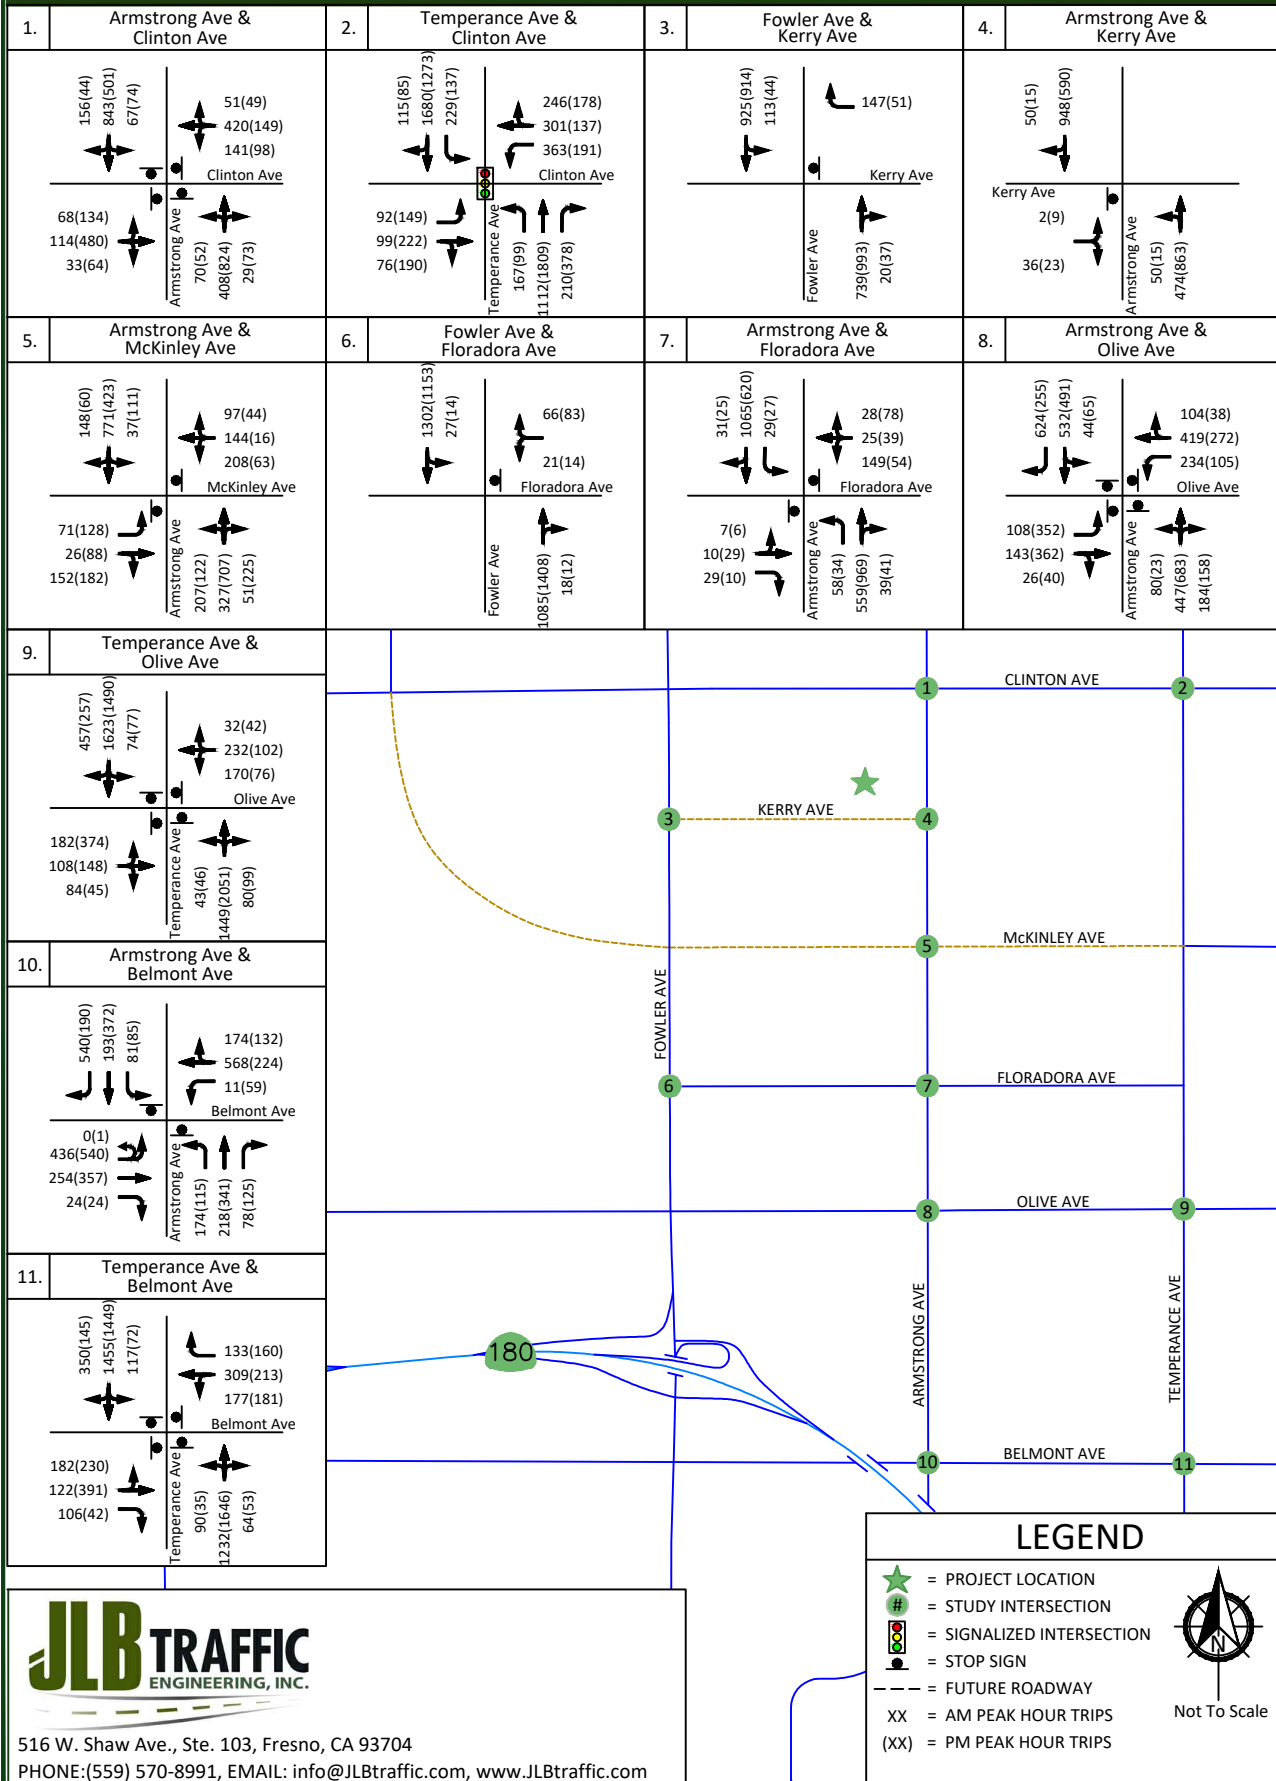 1.
Armstrong Ave &
Clinton Ave
156(44)
843(501)
67(74)
51(49)
420(149)
141(98)
Clinton Ave
68(134)
114(480)
33(64)
Armstrong Ave
70(52)
408(824)
29(73)
2.
Temperance Ave &
Clinton Ave
115(85)
1680(1273)
229(137)
246(178)
301(137)
363(191)
Clinton Ave
92(149)
99(222)
76(190)
Temperance Ave
167(99)
1112(1809)
210(378)
3.
Fowler Ave &
Kerry Ave
925(914)
113(44)
147(51)
Kerry Ave
Fowler Ave
739(993)
20(37)
4.
Armstrong Ave &
Kerry Ave
50(15)
948(590)
Kerry Ave
2(9)
36(23)
Armstrong Ave
50(15)
474(863)
5.
Armstrong Ave &
McKinley Ave
148(60)
771(423)
37(111)
97(44)
144(16)
208(63)
McKinley Ave
71(128)
26(88)
152(182)
Armstrong Ave
207(122)
327(707)
51(225)
6.
Fowler Ave &
Floradora Ave
1302(1153)
27(14)
66(83)
21(14)
Floradora Ave
Fowler Ave
1085(1408)
18(12)
7.
Armstrong Ave &
Floradora Ave
31(25)
1065(620)
29(27)
28(78)
25(39)
149(54)
Floradora Ave
7(6)
10(29)
29(10)
Armstrong Ave
58(34)
559(969)
39(41)
8.
Armstrong Ave &
Olive Ave
624(255)
532(491)
44(65)
104(38)
419(272)
234(105)
Olive Ave
108(352)
143(362)
26(40)
Armstrong Ave
80(23)
447(683)
184(158)
9.
Temperance Ave &
Olive Ave
457(257)
1623(1490)
74(77)
32(42)
232(102)
170(76)
Olive Ave
182(374)
108(148)
84(45)
Temperance Ave
43(46)
1449(2051)
80(99)
10.
Armstrong Ave &
Belmont Ave
540(190)
193(372)
81(85)
174(132)
568(224)
11(59)
Belmont Ave
0(1)
436(540)
254(357)
24(24)
Armstrong Ave
174(115)
218(341)
78(125)
11.
Temperance Ave &
Belmont Ave
350(145)
1455(1449)
117(72)
133(160)
309(213)
177(181)
Belmont Ave
182(230)
122(391)
106(42)
Temperance Ave
90(35)
1232(1646)
64(53)
1
CLINTON AVE
2
3
KERRY AVE
4
5
McKINLEY AVE
FOWLER AVE
6
7
FLORADORA AVE
8
OLIVE AVE
9
180
ARMSTRONG AVE
TEMPERANCE AVE
10
BELMONT AVE
11
LEGEND
= PROJECT LOCATION
# = STUDY INTERSECTION
= SIGNALIZED INTERSECTION
= STOP SIGN
= FUTURE ROADWAY
XX = AM PEAK HOUR TRIPS
(XX) = PM PEAK HOUR TRIPS
N
Not To Scale
JLB TRAFFIC
ENGINEERING, INC.
516 W. Shaw Ave., Ste. 103, Fresno, CA 93704
PHONE:(559) 570-8991, EMAIL: info@JLBtraffic.com, www.JLBtraffic.com